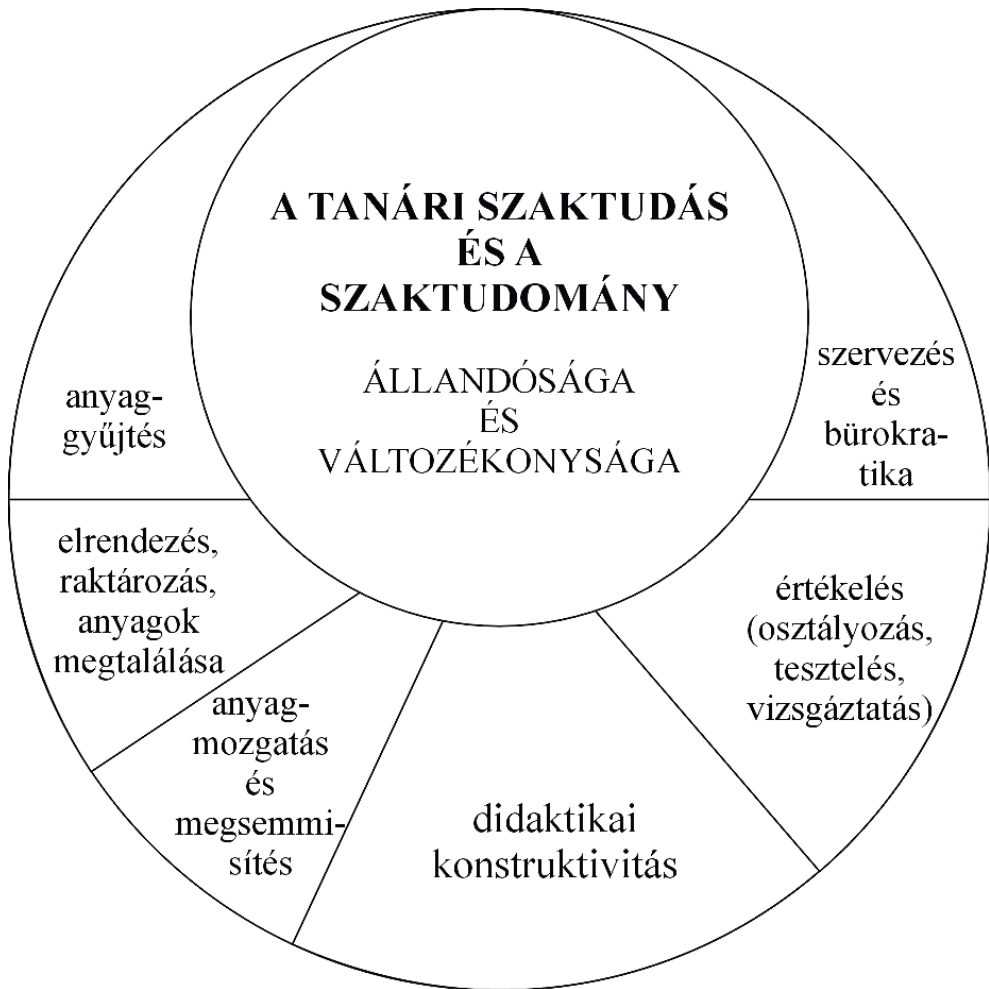 A TANÁRI SZAKTUDÁS
ÉS A
SZAKTUDOMÁNY
ÁLLANDÓSÁGA
ÉS
VÁLTOZÉKONYSÁGA
anyag-
gyűjtés
elrendezés,
raktározás,
anyagok
megtalálása
anyag-
mozgatás
és
megsemmi-
sítés
didaktikai
konstruktivitás
értékelés
(osztályozás,
tesztelés,
vizsgáztatás)
szervezés
és
bürokra-
tika